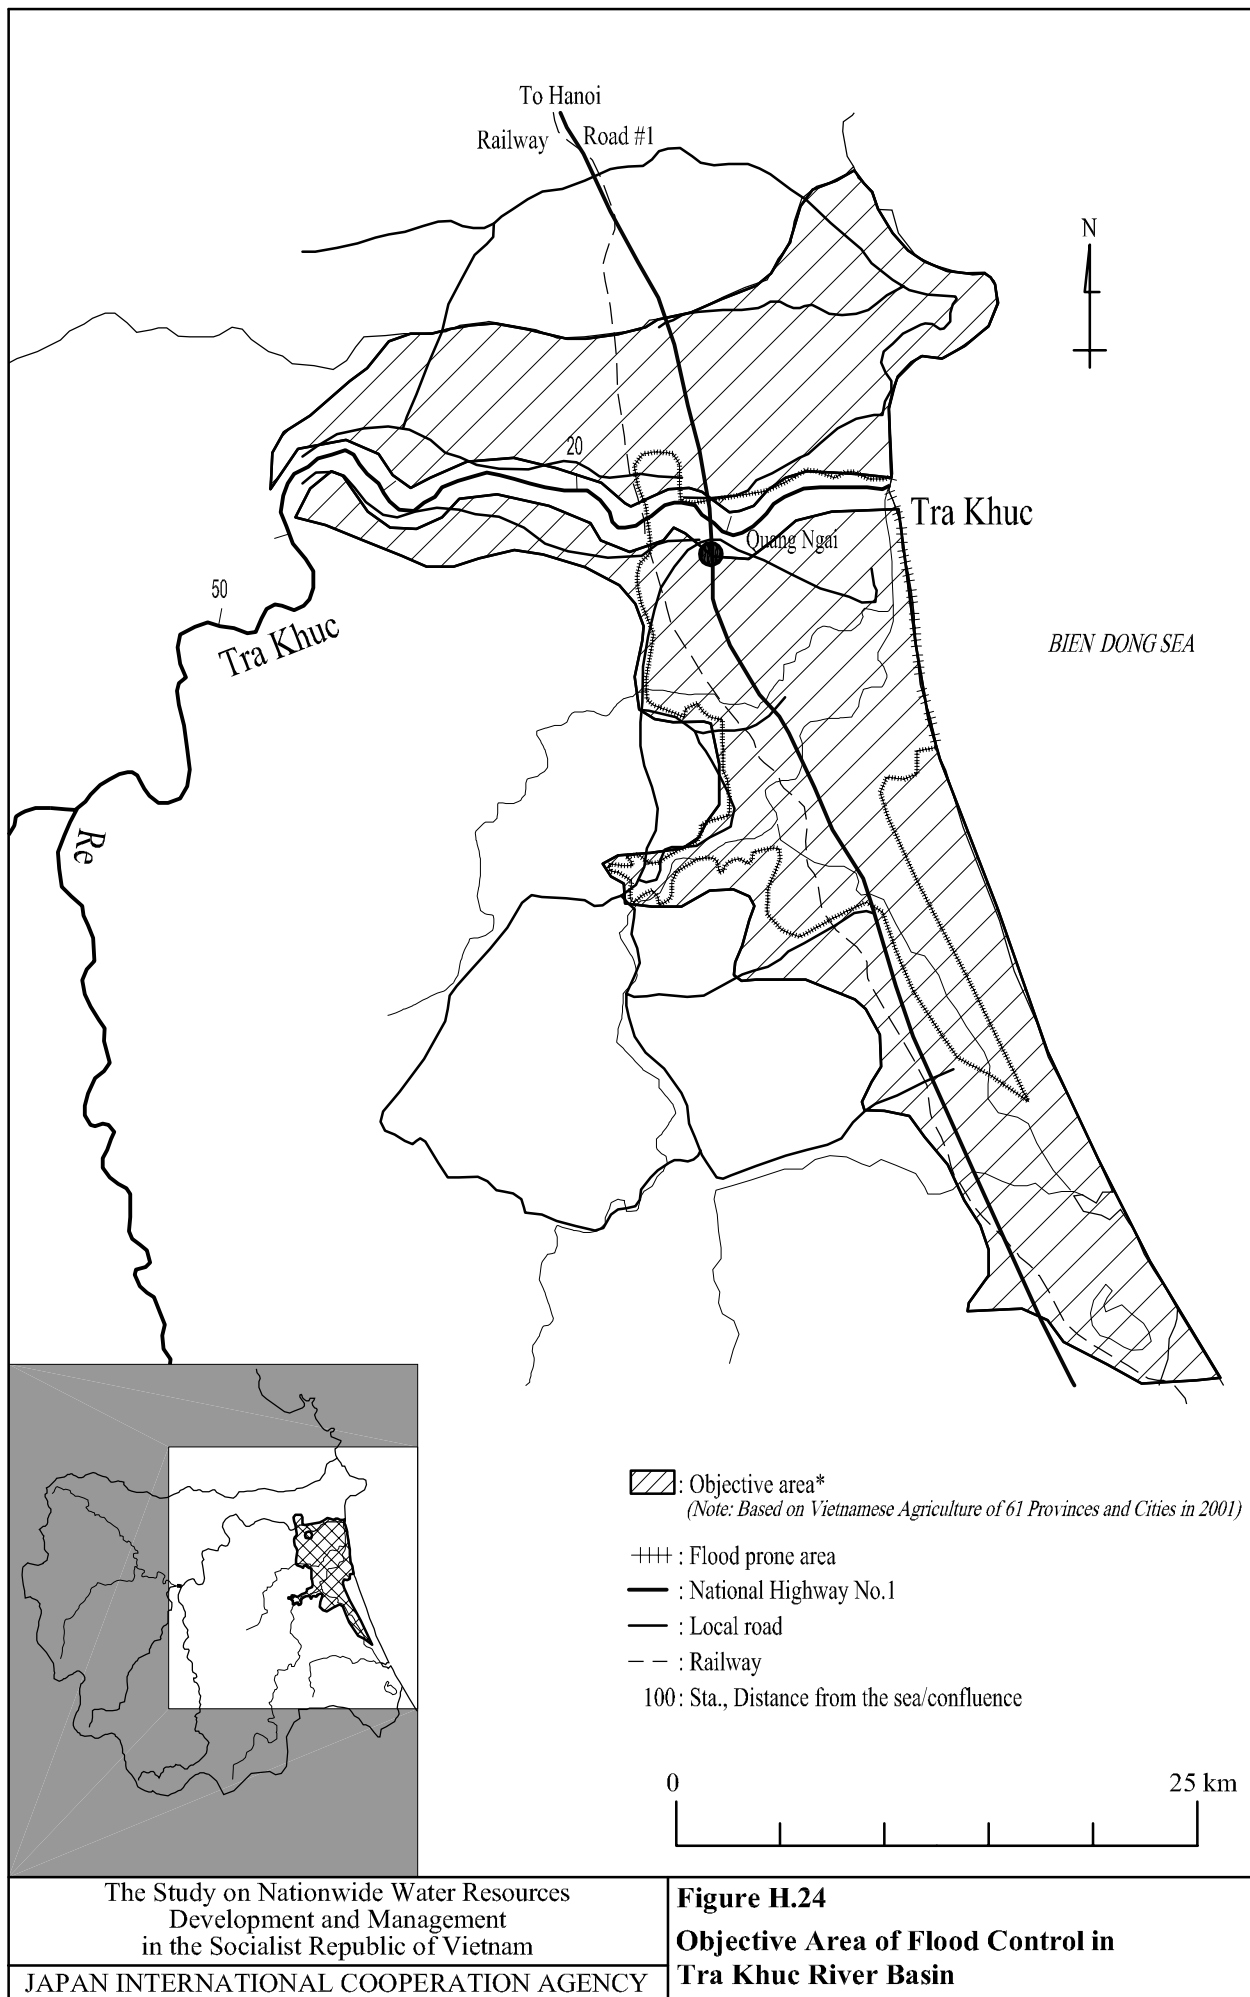 To Hanoi
Railway
Road #1
N
20
Tra Khuc
Quang Ngai
50
Tra Khuc
BIEN DONG SEA
Re
: Objective area*
(Note: Based on Vietnamese Agriculture of 61 Provinces and Cities in 2001)
: Flood prone area
: National Highway No.1
: Local road
: Railway
100 : Sta., Distance from the sea/confluence
0
25 km
The Study on Nationwide Water Resources
Development and Management
in the Socialist Republic of Vietnam
JAPAN INTERNATIONAL COOPERATION AGENCY
Figure H.24
Objective Area of Flood Control in
Tra Khuc River Basin